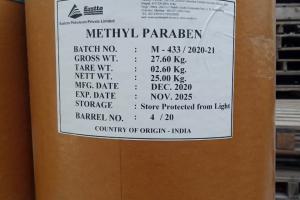 Eastto
METHYL PARABEN
BATCH NO. : M - 433 / 2020-21
GROSS WT. : 27.60 Kg.
TARE WT. : 02.60 Kg.
NETT WT. : 25.00 Kg.
MFG. DATE : DEC. 2020
EXP. DATE : NOV. 2025
STORAGE : Store Protected from Light
BARREL NO. : 4 / 20
COUNTRY OF ORIGIN - INDIA